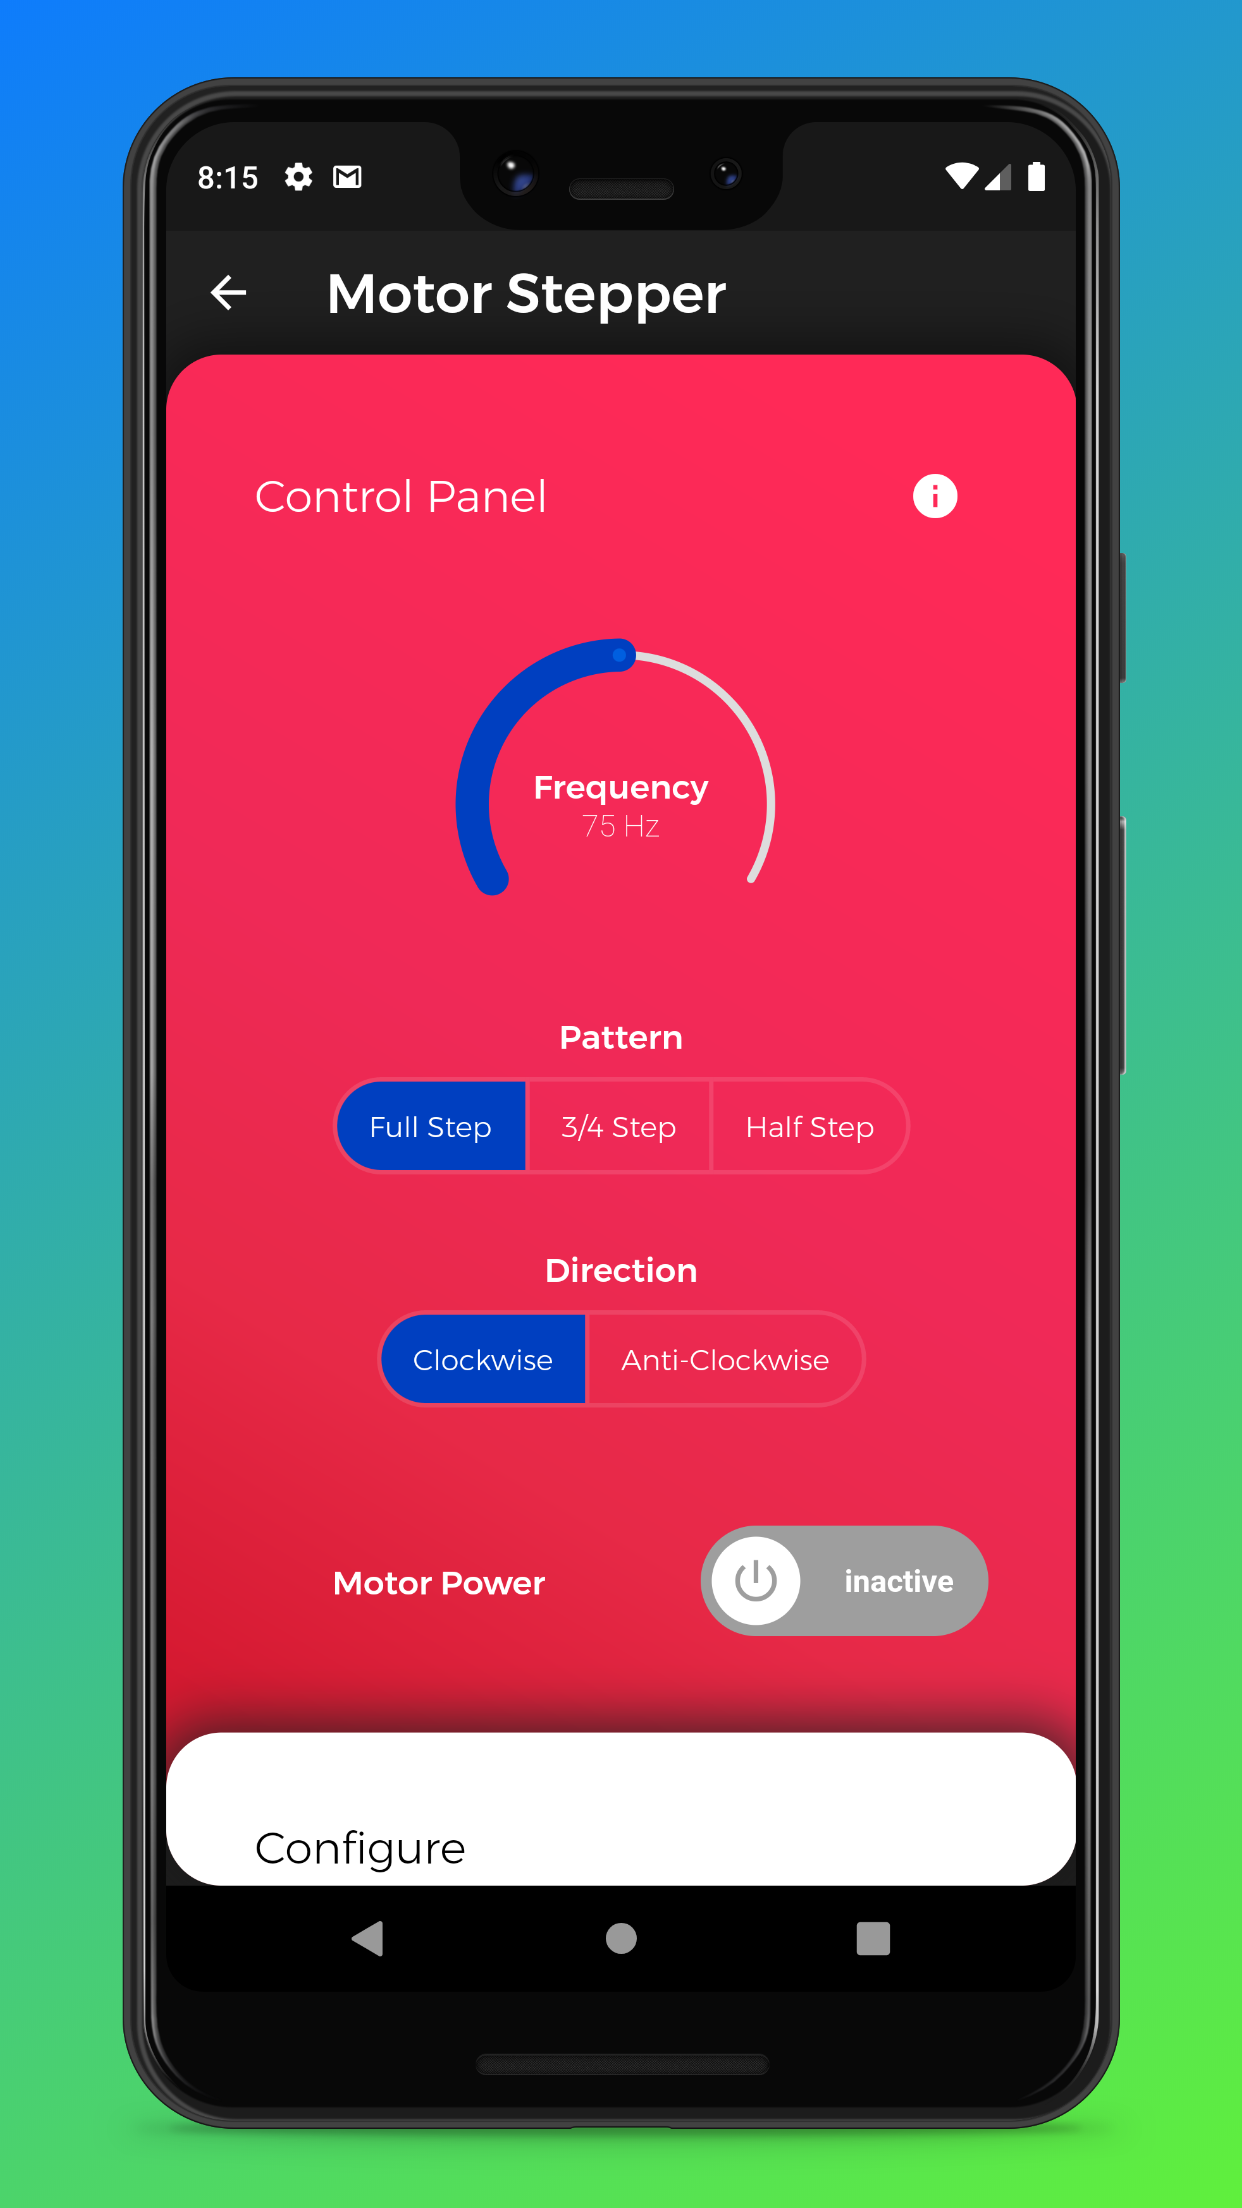 8:15
Motor Stepper
Control Panel
Frequency
75 Hz
Pattern
Full Step 3/4 Step Half Step
Direction
Clockwise Anti-Clockwise
Motor Power inactive
Configure